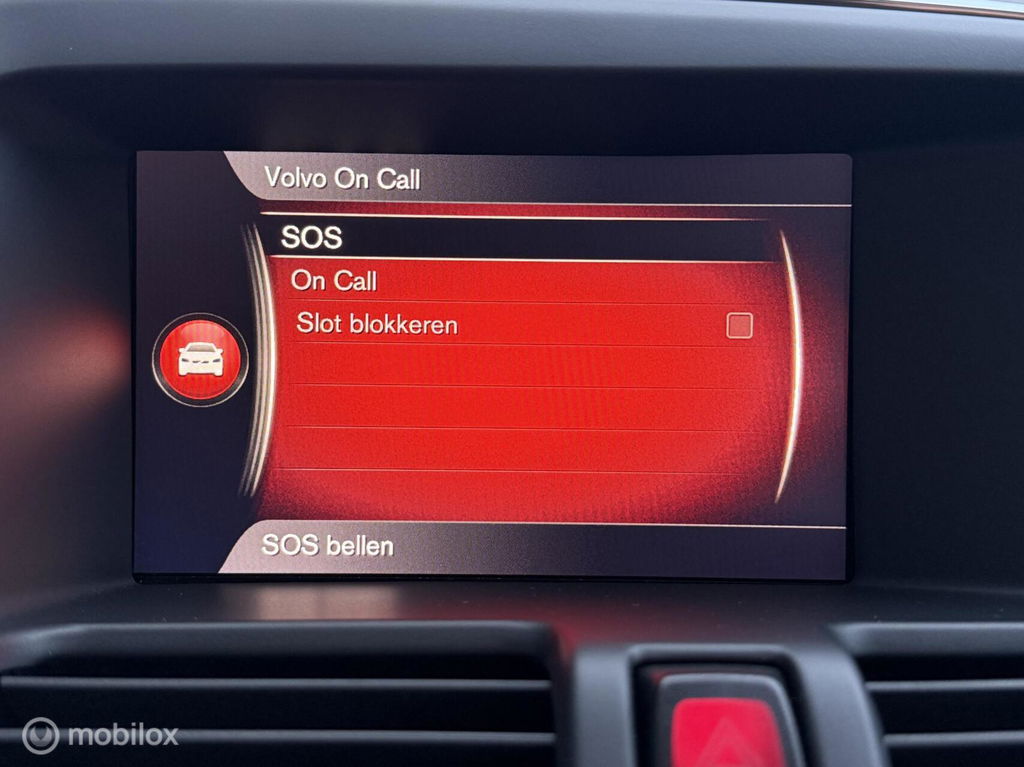 Volvo On Call
SOS
On Call
Slot blokkeren
SOS bellen
mobilox